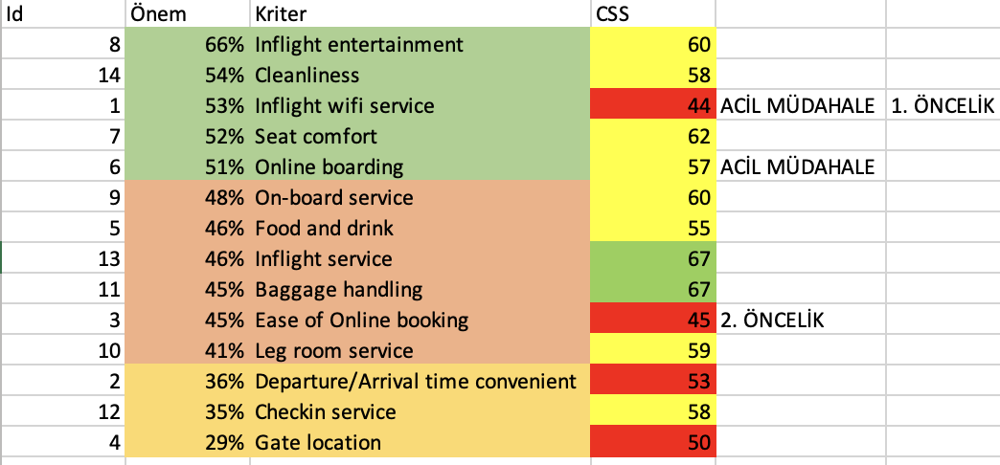 Id Önem Kriter CSS
8 66% Inflight entertainment 60
14 54% Cleanliness 58
1 53% Inflight wifi service 44 ACİL MÜDAHALE 1. ÖNCELİK
7 52% Seat comfort 62
6 51% Online boarding 57 ACİL MÜDAHALE
9 48% On-board service 60
5 46% Food and drink 55
13 46% Inflight service 67
11 45% Baggage handling 67
3 45% Ease of Online booking 45 2. ÖNCELİK
10 41% Leg room service 59
2 36% Departure/Arrival time convenient 53
12 35% Checkin service 58
4 29% Gate location 50